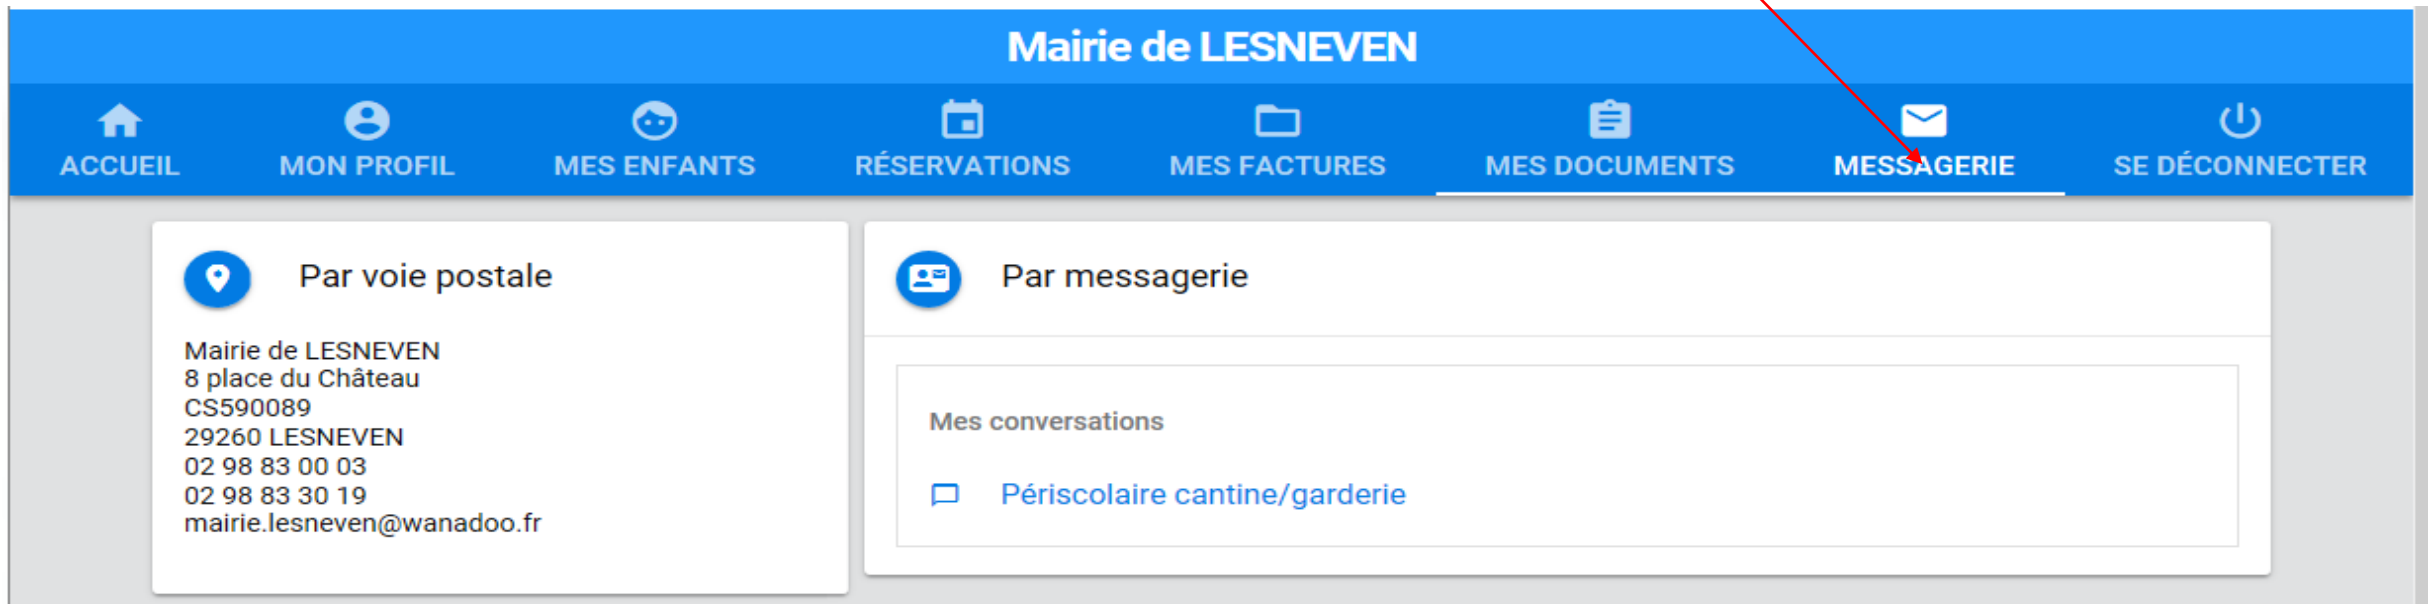 Mairie de LESNEVEN
ACCUEIL MON PROFIL MES ENFANTS RÉSERVATIONS MES FACTURES MES DOCUMENTS MESSAGERIE SE DÉCONNECTER
Par voie postale
Mairie de LESNEVEN
8 place du Château
CS590089
29260 LESNEVEN
02 98 83 00 03
02 98 83 30 19
mairie.lesneven@wanadoo.fr
Par messagerie
Mes conversations
Périscolaire cantine/garderie